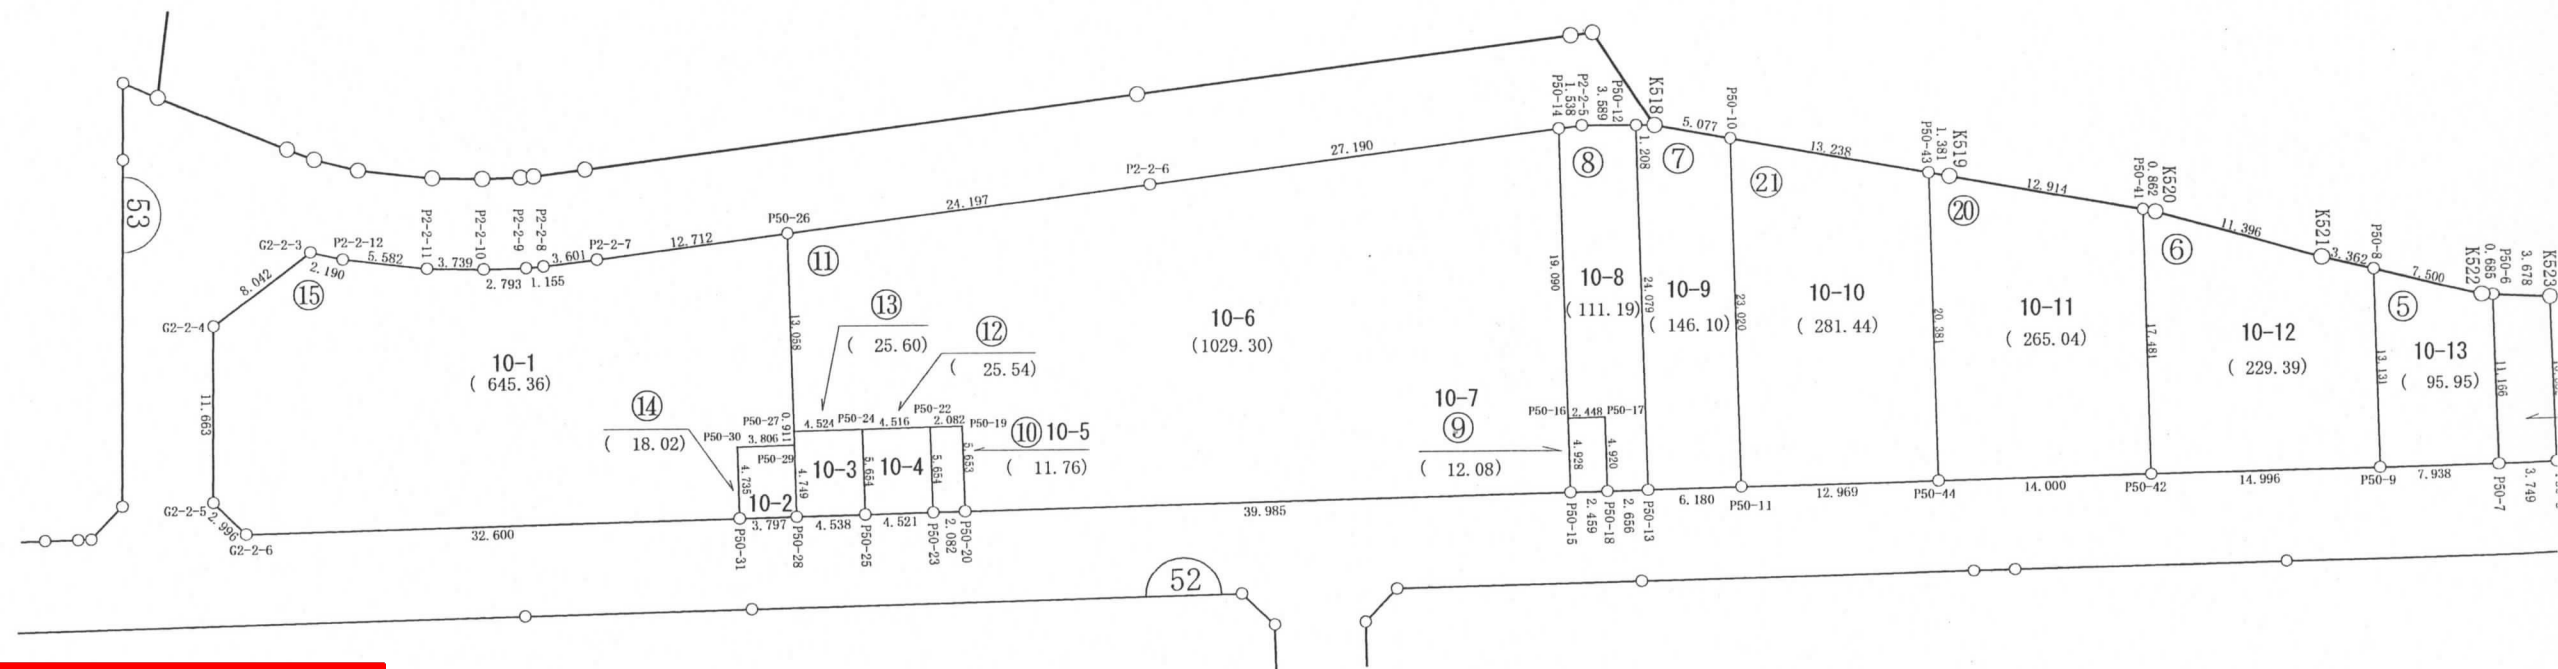 53
G2-2-3
P2-2-12
P2-2-11
P2-2-10
P2-2-9
P2-2-8
P2-2-7
P50-26
P2-2-6
P50-14
1.538
P2-2-5
3.589
P50-12
K518
5.077
P50-10
13.238
P50-43
1.381
K519
12.914
P50-41
0.862
K520
11.396
K521
3.362
P50-8
7.500
K522
0.685
P50-6
3.678
K523
8.042
2.190
5.582
3.739
2.793
1.155
3.601
12.712
24.197
27.190
1.208
⑮
⑪
⑧
⑦
㉑
⑳
⑥
⑤
G2-2-4
11.663
G2-2-5
2.996
G2-2-6
10-1
( 645.36)
13.058
⑬
( 25.60)
⑫
( 25.54)
10-6
(1029.30)
19.090
10-8
(111.19)
24.079
10-9
( 146.10)
23.020
10-10
( 281.44)
20.381
10-11
( 265.04)
17.481
10-12
( 229.39)
13.131
10-13
( 95.95)
11.166
⑭
( 18.02)
P50-27
0.911
4.524
P50-24
4.516
P50-22
2.082
P50-19
P50-30
3.806
P50-29
4.735
10-2
4.749
10-3
5.654
10-4
5.654
5.653
⑩ 10-5
( 11.76)
10-7
⑨
( 12.08)
P50-16
2.448
P50-17
4.928
4.920
32.600
3.797
4.538
4.521
2.082
39.985
2.459
2.656
6.180
12.969
14.000
14.996
7.938
3.749
P50-31
P50-28
P50-25
P50-23
P50-20
P50-15
P50-18
P50-13
P50-11
P50-44
P50-42
P50-9
P50-7
52